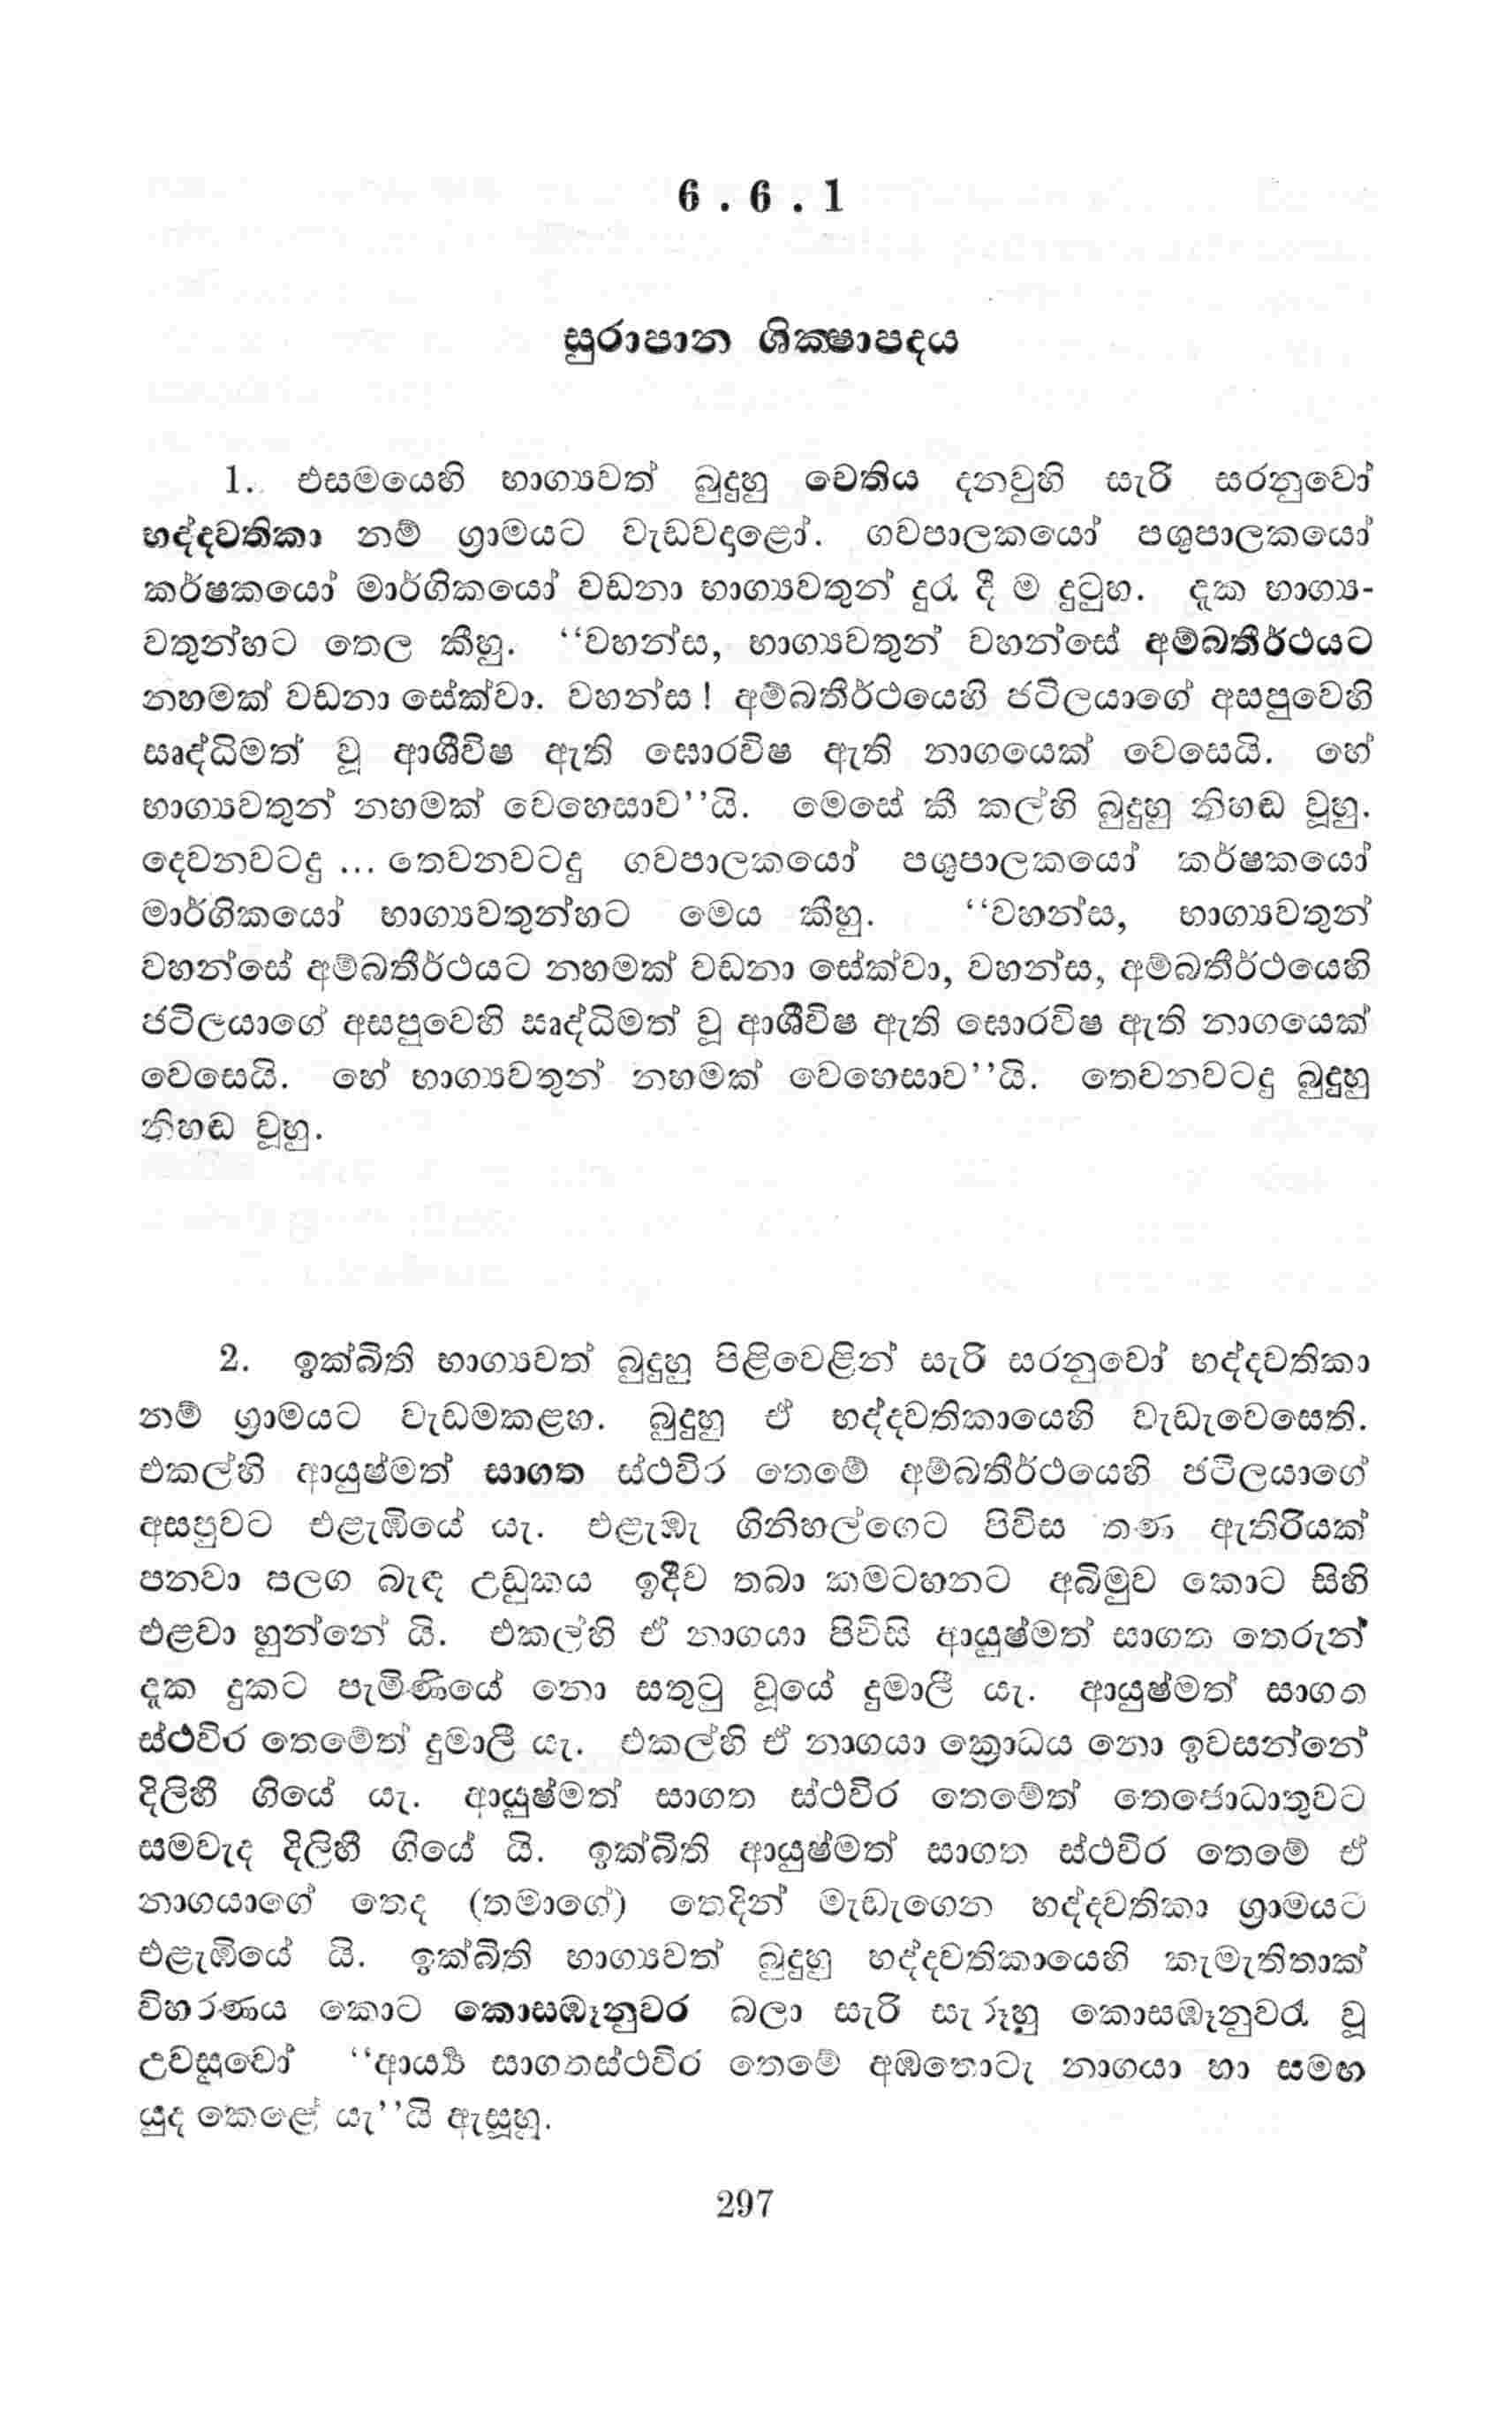 6 . 6 . 1
සුරාපාන ශික්‍ෂාපදය
1. එසමයෙහි භාග්‍යවත් බුදුහු චෙතිය දනවුහි සැරි සරනුවෝ
භද්දවතිකා නම් ග්‍රාමයට වැඩවදාළෝ. ගවපාලකයෝ පශුපාලකයෝ
කර්ෂකයෝ මාර්ගිකයෝ වඩනා භාග්‍යවතුන් දුරැ දී ම දුටුහ. දැක භාග්‍ය-
වතුන්හට තෙල කීහු. “වහන්ස, භාග්‍යවතුන් වහන්සේ අම්බතීර්ථයට
නහමක් වඩනා සේක්වා. වහන්ස! අම්බතීර්ථයෙහි ජටිලයාගේ අසපුවෙහි
සෘද්ධිමත් වූ ආශීවිෂ ඇති ඝොරවිෂ ඇති නාගයෙක් වෙසෙයි. හේ
භාග්‍යවතුන් නහමක් වෙහෙසාව”යි. මෙසේ කී කල්හි බුදුහු නිහඬ වූහු.
දෙවනවටදු ... තෙවනවටදු ගවපාලකයෝ පශුපාලකයෝ කර්ෂකයෝ
මාර්ගිකයෝ භාග්‍යවතුන්හට මෙය කීහු. “වහන්ස, භාග්‍යවතුන්
වහන්සේ අම්බතීර්ථයට නහමක් වඩනා සේක්වා, වහන්ස, අම්බතීර්ථයෙහි
ජටිලයාගේ අසපුවෙහි සෘද්ධිමත් වූ ආශීවිෂ ඇති ඝොරවිෂ ඇති නාගයෙක්
වෙසෙයි. හේ භාග්‍යවතුන් නහමක් වෙහෙසාව”යි. තෙවනවටදු බුදුහු
නිහඬ වූහු.
2. ඉක්බිති භාග්‍යවත් බුදුහු පිළිවෙළින් සැරි සරනුවෝ භද්දවතිකා
නම් ග්‍රාමයට වැඩමකළහ. බුදුහු ඒ භද්දවතිකායෙහි වැඩැවෙසෙති.
එකල්හි ආයුෂ්මත් සාගත ස්ථවිර තෙමේ අම්බතීර්ථයෙහි ජටිලයාගේ
අසපුවට එළැඹියේ යැ. එළැඹැ ගිනිහල්ගෙට පිවිස තණ ඇතිරියක්
පනවා පලග බැඳ උඩුකය ඉදිව තබා කමටහනට අබිමුව කොට සිහි
එළවා හුන්නේ යි. එකල්හි ඒ නාගයා පිවිසි ආයුෂ්මත් සාගත තෙරුන්
දැක දුකට පැමිණියේ නො සතුටු වූයේ දුමාලී යැ. ආයුෂ්මත් සාගත
ස්ථවිර තෙමේත් දුමාලී යැ. එකල්හි ඒ නාගයා ක්‍රොධය නො ඉවසන්නේ
දිලිහී ගියේ යැ. ආයුෂ්මත් සාගත ස්ථවිර තෙමේත් තෙජොධාතුවට
සමවැද දිලිහී ගියේ යි. ඉක්බිති ආයුෂ්මත් සාගත ස්ථවිර තෙමේ ඒ
නාගයාගේ තෙද (තමාගේ) තෙදින් මැඩැගෙන භද්දවතිකා ග්‍රාමයට
එළැඹියේ යි. ඉක්බිති භාග්‍යවත් බුදුහු භද්දවතිකායෙහි කැමැතිතාක්
විහරණය කොට කොසඹෑනුවර බලා සැරි සැරූහු කොසඹෑනුවරැ වූ
උවසුවෝ “ආර්‍ය්‍ය සාගතස්ථවිර තෙමේ අඹතොටැ නාගයා හා සමඟ
යුද කෙළේ යැ”යි ඇසූහු.
297